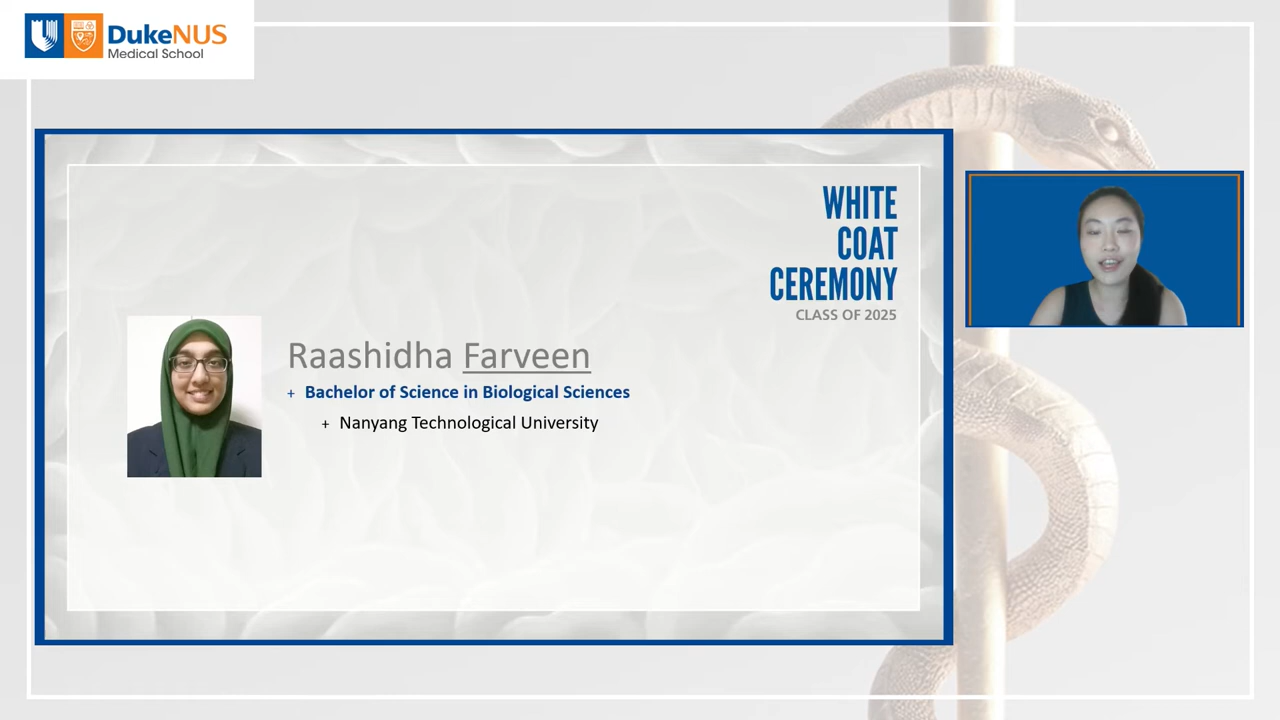 DukeNUS
Medical School
WHITE
COAT
CEREMONY
CLASS OF 2025
Raashidha Farveen
+ Bachelor of Science in Biological Sciences
+ Nanyang Technological University